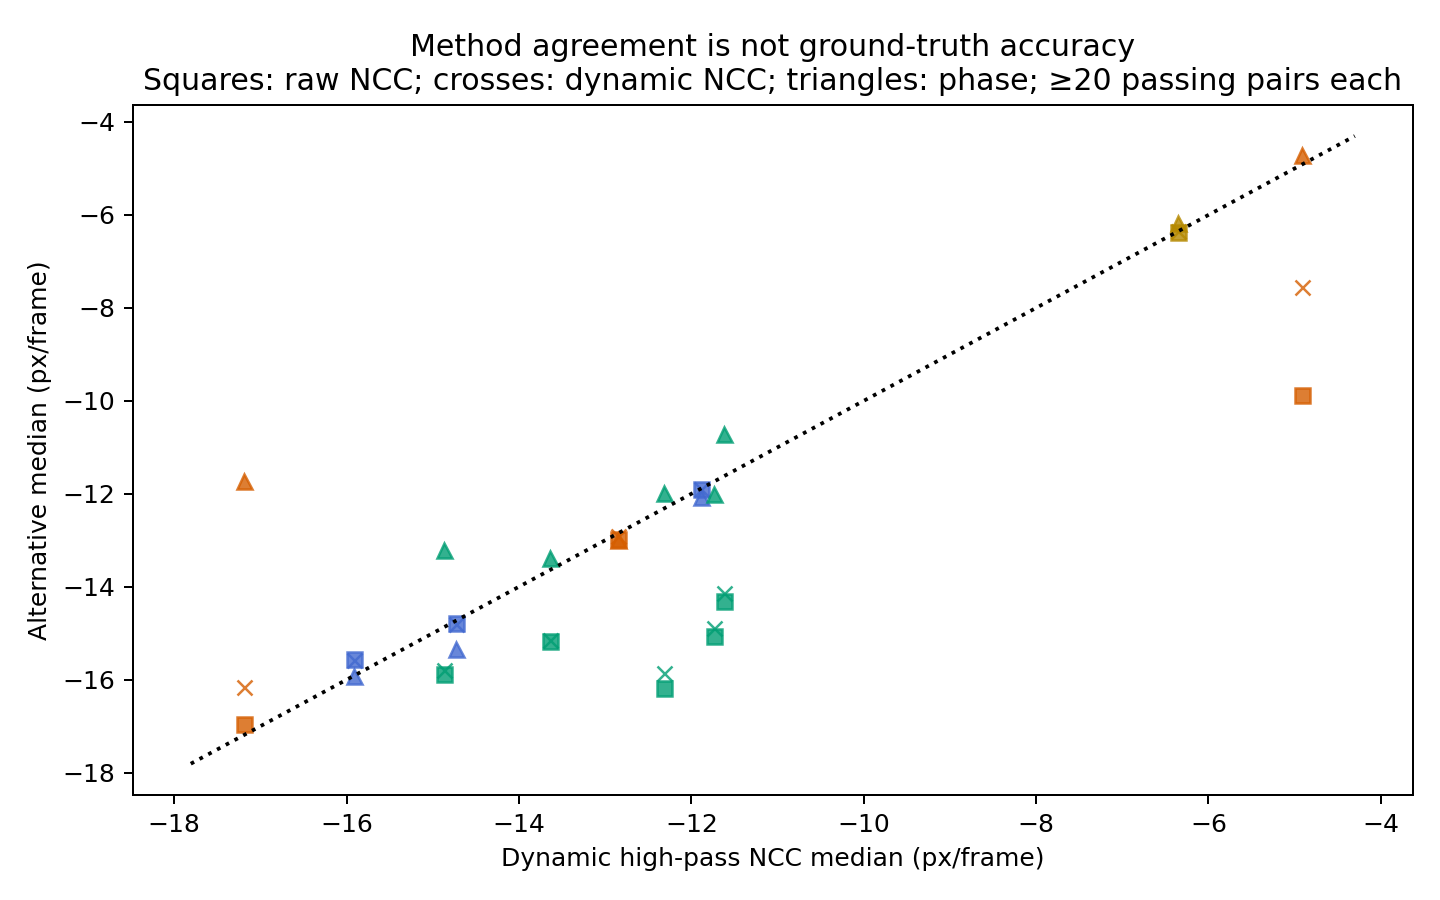 Method agreement is not ground-truth accuracy
Squares: raw NCC; crosses: dynamic NCC; triangles: phase; ≥20 passing pairs each
−4
−6
−8
−10
−12
−14
−16
−18
Alternative median (px/frame)
−18 −16 −14 −12 −10 −8 −6 −4
Dynamic high-pass NCC median (px/frame)